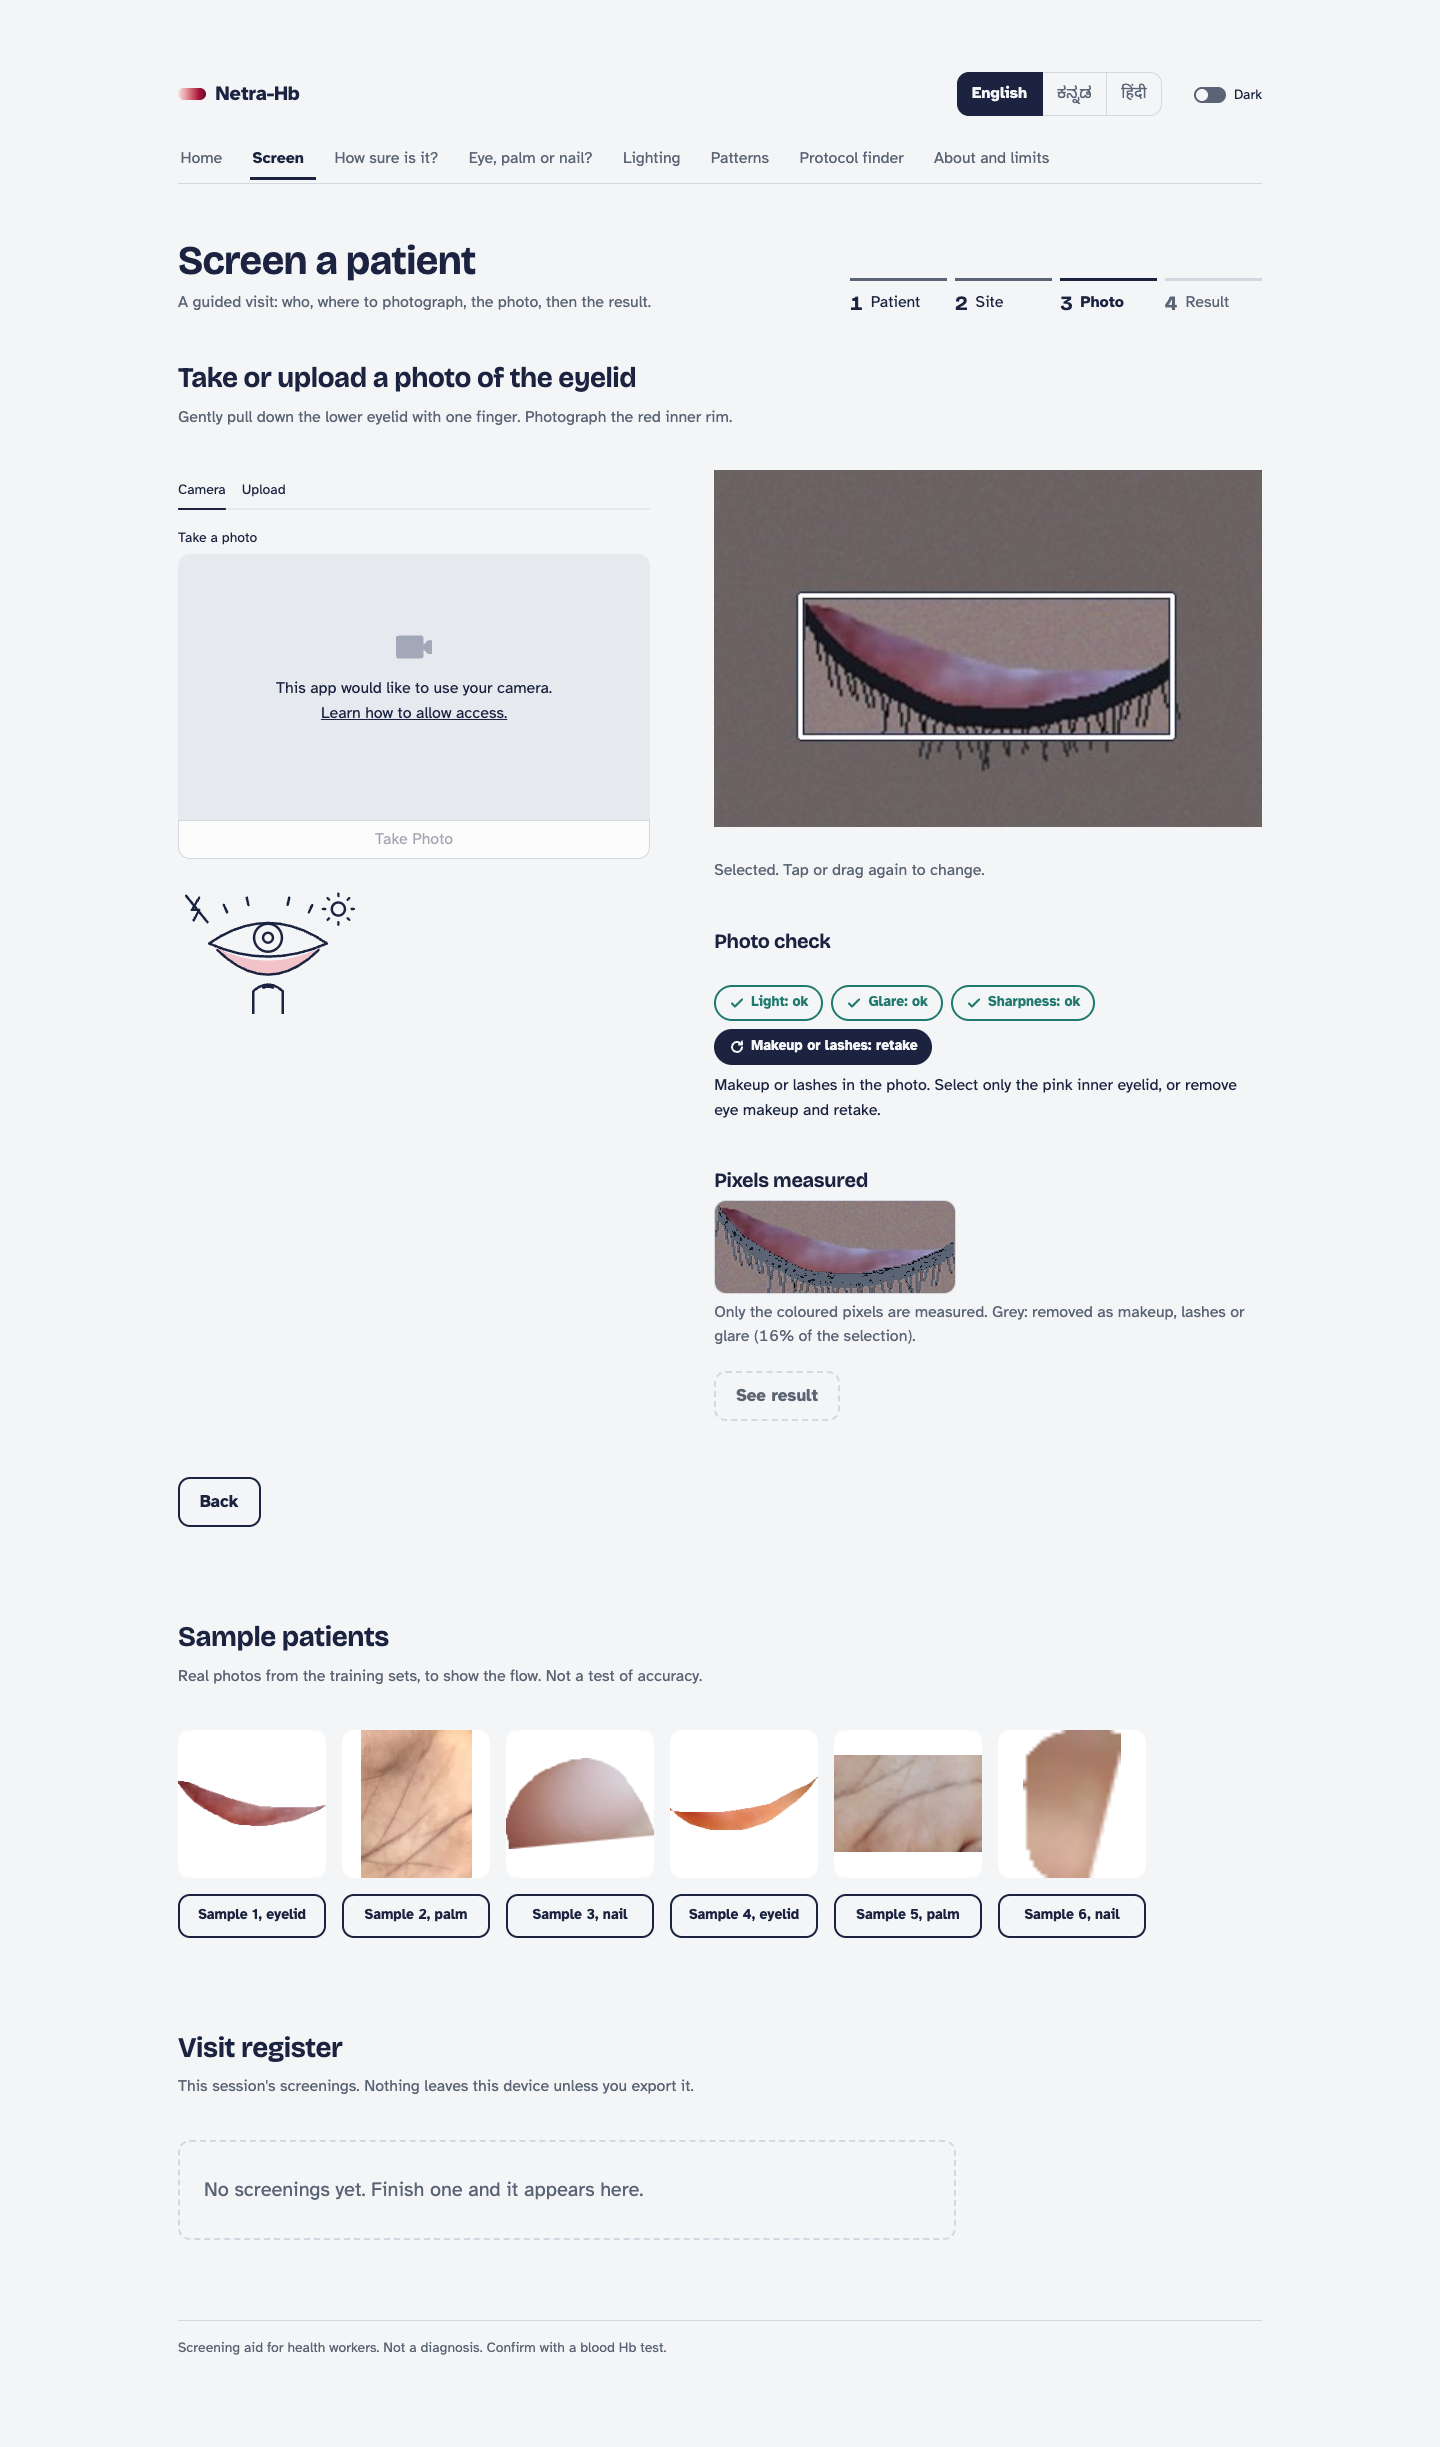 Netra-Hb
English
ಕನ್ನಡ
हिंदी
Dark
Home
Screen
How sure is it?
Eye, palm or nail?
Lighting
Patterns
Protocol finder
About and limits
Screen a patient
A guided visit: who, where to photograph, the photo, then the result.
1 Patient
2 Site
3 Photo
4 Result
Take or upload a photo of the eyelid
Gently pull down the lower eyelid with one finger. Photograph the red inner rim.
Camera
Upload
Take a photo
This app would like to use your camera.
Learn how to allow access.
Take Photo
Selected. Tap or drag again to change.
Photo check
Light: ok
Glare: ok
Sharpness: ok
Makeup or lashes: retake
Makeup or lashes in the photo. Select only the pink inner eyelid, or remove
eye makeup and retake.
Pixels measured
Only the coloured pixels are measured. Grey: removed as makeup, lashes or
glare (16% of the selection).
See result
Back
Sample patients
Real photos from the training sets, to show the flow. Not a test of accuracy.
Sample 1, eyelid
Sample 2, palm
Sample 3, nail
Sample 4, eyelid
Sample 5, palm
Sample 6, nail
Visit register
This session's screenings. Nothing leaves this device unless you export it.
No screenings yet. Finish one and it appears here.
Screening aid for health workers. Not a diagnosis. Confirm with a blood Hb test.